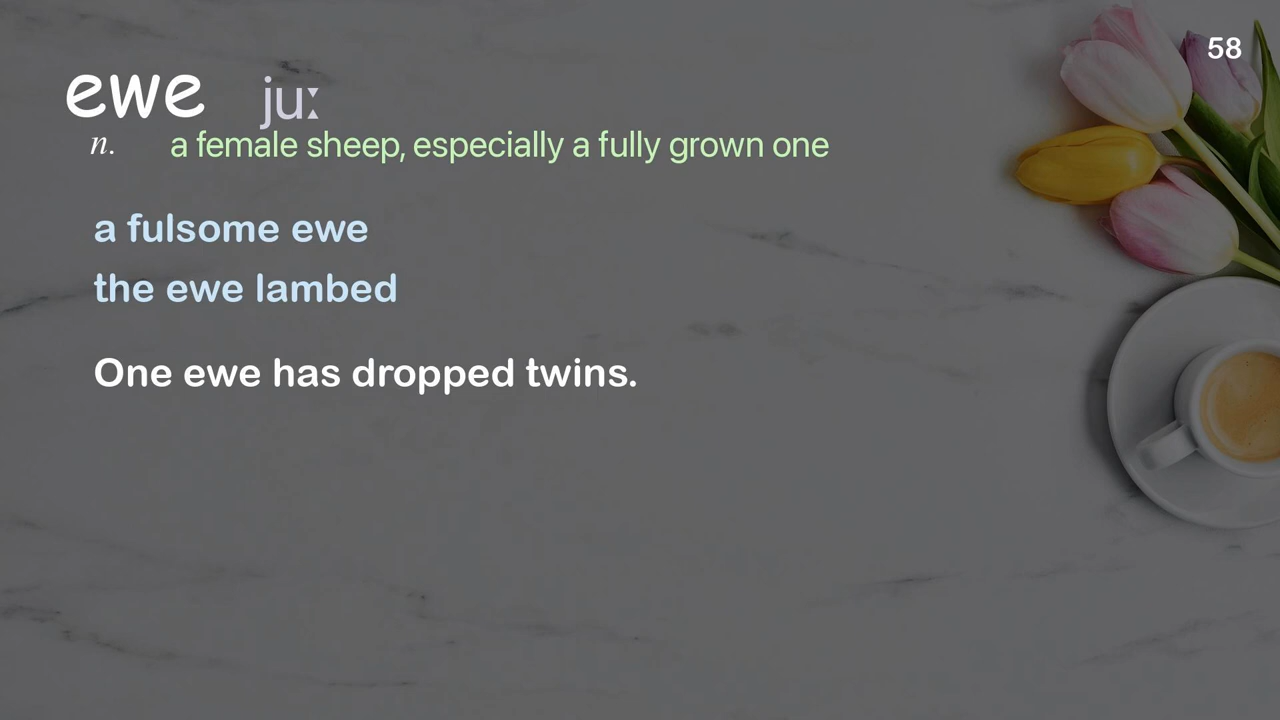 58
ewe juː
n. a female sheep, especially a fully grown one
a fulsome ewe
the ewe lambed
One ewe has dropped twins.